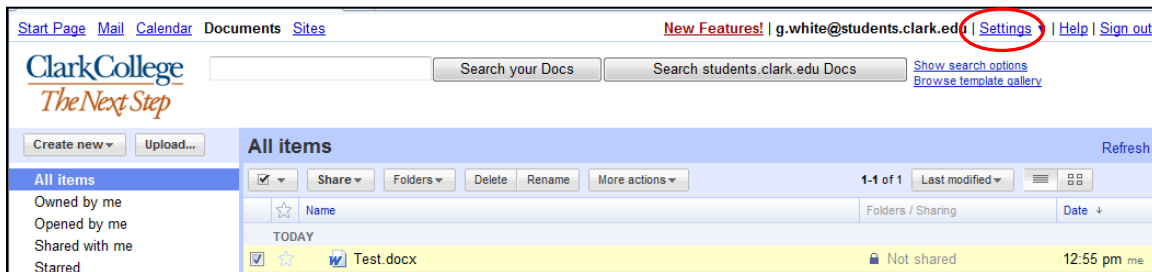 Start Page Mail Calendar Documents Sites New Features! | g.white@students.clark.edu | Settings ▼ | Help | Sign out
ClarkCollege
The Next Step
Search your Docs Search students.clark.edu Docs Show search options
Browse template gallery
Create new Upload... All items Refresh
All items Share Folders Delete Rename More actions 1-1 of 1 Last modified
Owned by me Name Folders / Sharing Date
Opened by me
Shared with me TODAY
Starred Test.docx Not shared 12:55 pm me